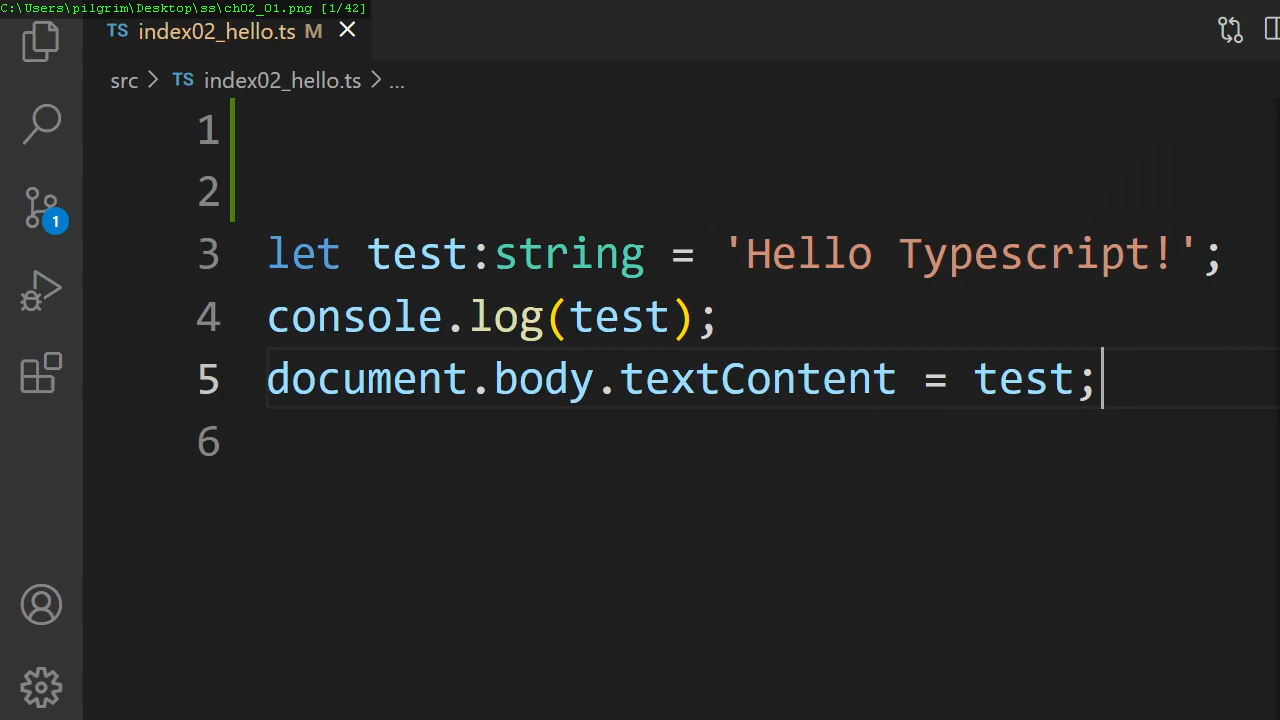 C:\Users\pilgrim\Desktop\ss\ch02_01.png [1/42]
TS index02_hello.ts M
src > TS index02_hello.ts > ...
1
2
3 let test:string = 'Hello Typescript!';
4 console.log(test);
5 document.body.textContent = test;
6
1